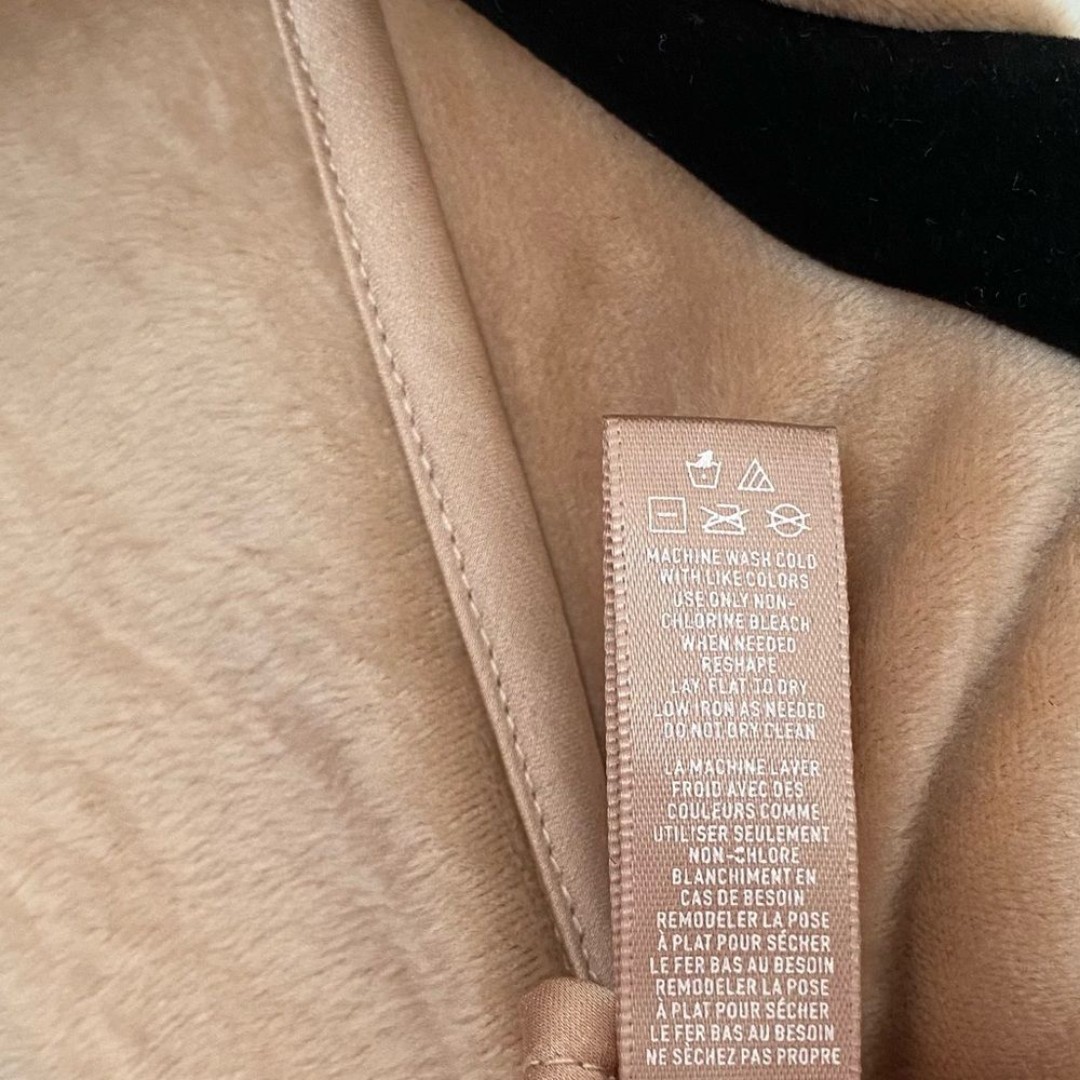 MACHINE WASH COLD
WITH LIKE COLORS
USE ONLY NON-
CHLORINE BLEACH
WHEN NEEDED
RESHAPE
LAY FLAT TO DRY
LOW IRON AS NEEDED
DO NOT DRY CLEAN
LA MACHINE LAVER
FROID AVEC DES
COULEURS COMME
UTILISER SEULEMENT
NON-CHLORE
BLANCHIMENT EN
CAS DE BESOIN
REMODELER LA POSE
À PLAT POUR SÉCHER
LE FER BAS AU BESOIN
REMODELER LA POSE
À PLAT POUR SÉCHER
LE FER BAS AU BESOIN
NE SÈCHEZ PAS PROPRE